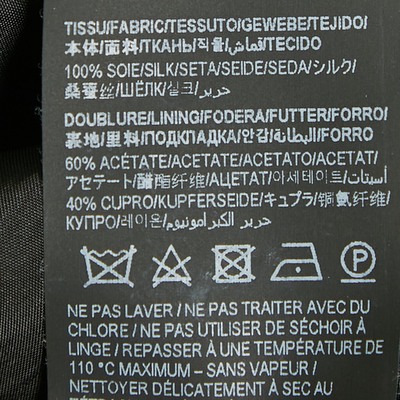 TISSU/FABRIC/TESSUTO/GEWEBE/TEJIDO/
本体/面料/ТКАНЬ/직물/قماش/TECIDO
100% SOIE/SILK/SETA/SEIDE/SEDA/シルク/
桑蚕丝/ШЁЛК/실크/حرير
DOUBLURE/LINING/FODERA/FUTTER/FORRO/
裏地/里料/ПОДКЛАДКА/안감/البطانة/FORRO
60% ACÉTATE/ACETATE/ACETATO/ACETAT/
アセテート/醋酯纤维/АЦЕТАТ/아세테이트/أسيتات
40% CUPRO/KUPFERSEIDE/キュプラ/铜氨纤维/
КУПРО/레이온/حرير الكبرامونيوم
P
NE PAS LAVER / NE PAS TRAITER AVEC DU
CHLORE / NE PAS UTILISER DE SÉCHOIR À
LINGE / REPASSER À UNE TEMPÉRATURE DE
110 °C MAXIMUM – SANS VAPEUR /
NETTOYER DÉLICATEMENT À SEC AU